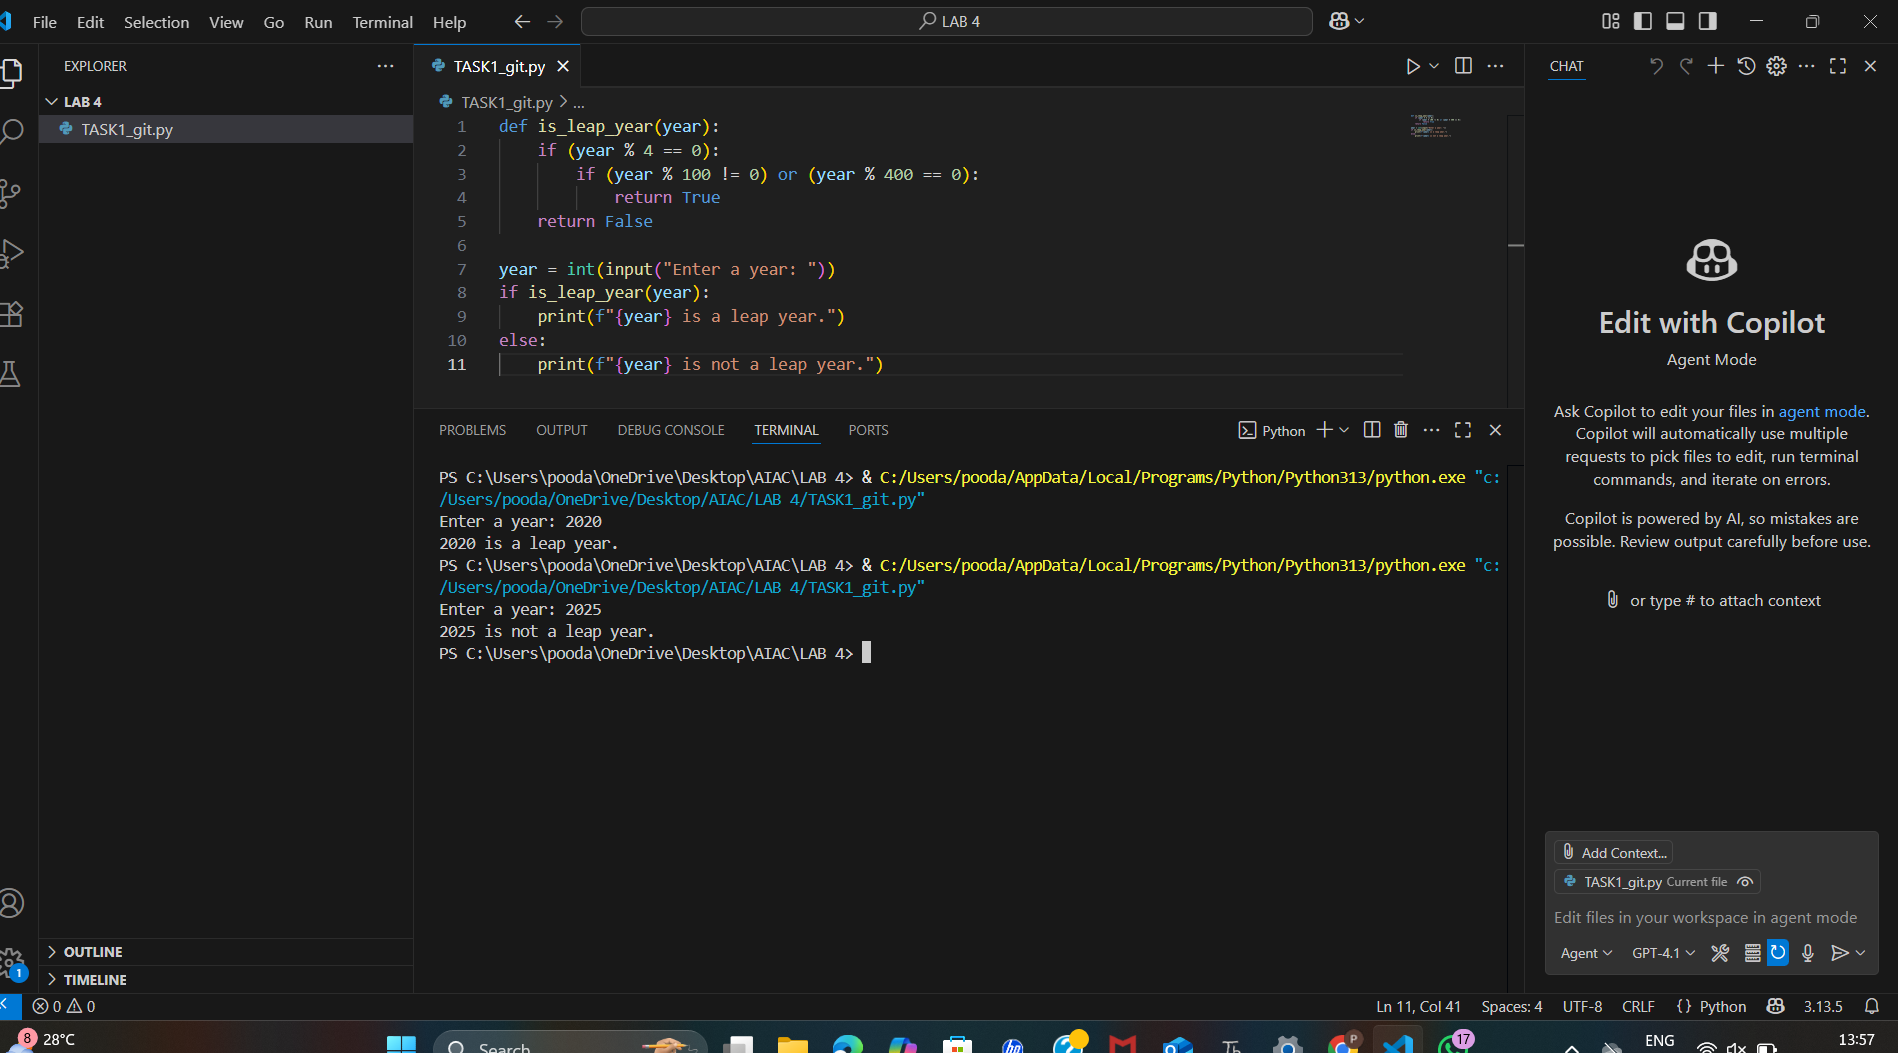 File Edit Selection View Go Run Terminal Help
LAB 4
EXPLORER
LAB 4
TASK1_git.py
OUTLINE
TIMELINE
TASK1_git.py
TASK1_git.py > ...
1 def is_leap_year(year):
2 if (year % 4 == 0):
3 if (year % 100 != 0) or (year % 400 == 0):
4 return True
5 return False
6
7 year = int(input("Enter a year: "))
8 if is_leap_year(year):
9 print(f"{year} is a leap year.")
10 else:
11 print(f"{year} is not a leap year.")
PROBLEMS OUTPUT DEBUG CONSOLE TERMINAL PORTS
Python
PS C:\Users\pooda\OneDrive\Desktop\AIAC\LAB 4> & C:/Users/pooda/AppData/Local/Programs/Python/Python313/python.exe "c:
/Users/pooda/OneDrive/Desktop/AIAC/LAB 4/TASK1_git.py"
Enter a year: 2020
2020 is a leap year.
PS C:\Users\pooda\OneDrive\Desktop\AIAC\LAB 4> & C:/Users/pooda/AppData/Local/Programs/Python/Python313/python.exe "c:
/Users/pooda/OneDrive/Desktop/AIAC/LAB 4/TASK1_git.py"
Enter a year: 2025
2025 is not a leap year.
PS C:\Users\pooda\OneDrive\Desktop\AIAC\LAB 4>
CHAT
Edit with Copilot
Agent Mode
Ask Copilot to edit your files in agent mode.
Copilot will automatically use multiple
requests to pick files to edit, run terminal
commands, and iterate on errors.
Copilot is powered by AI, so mistakes are
possible. Review output carefully before use.
or type # to attach context
Add Context...
TASK1_git.py Current file
Edit files in your workspace in agent mode
Agent GPT-4.1
1
0 0
Ln 11, Col 41 Spaces: 4 UTF-8 CRLF {} Python 3.13.5
8
28°C
Search
hp
P
17
ENG
13:57